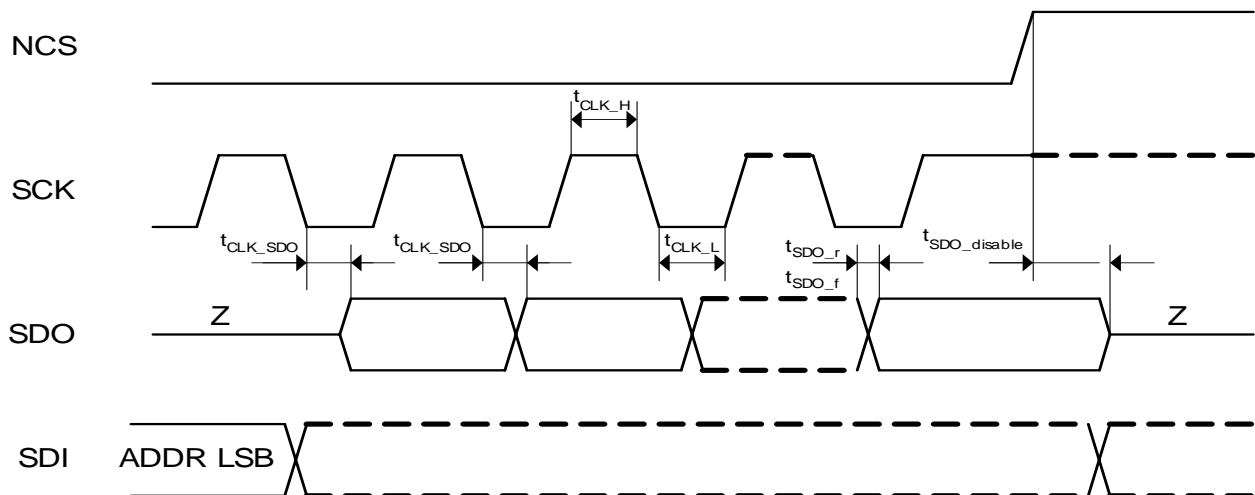 NCS
tCLK_H
SCK
tCLK_SDO
tCLK_SDO
tCLK_L
tSDO_r
tSDO_f
tSDO_disable
Z
Z
SDO
SDI
ADDR LSB